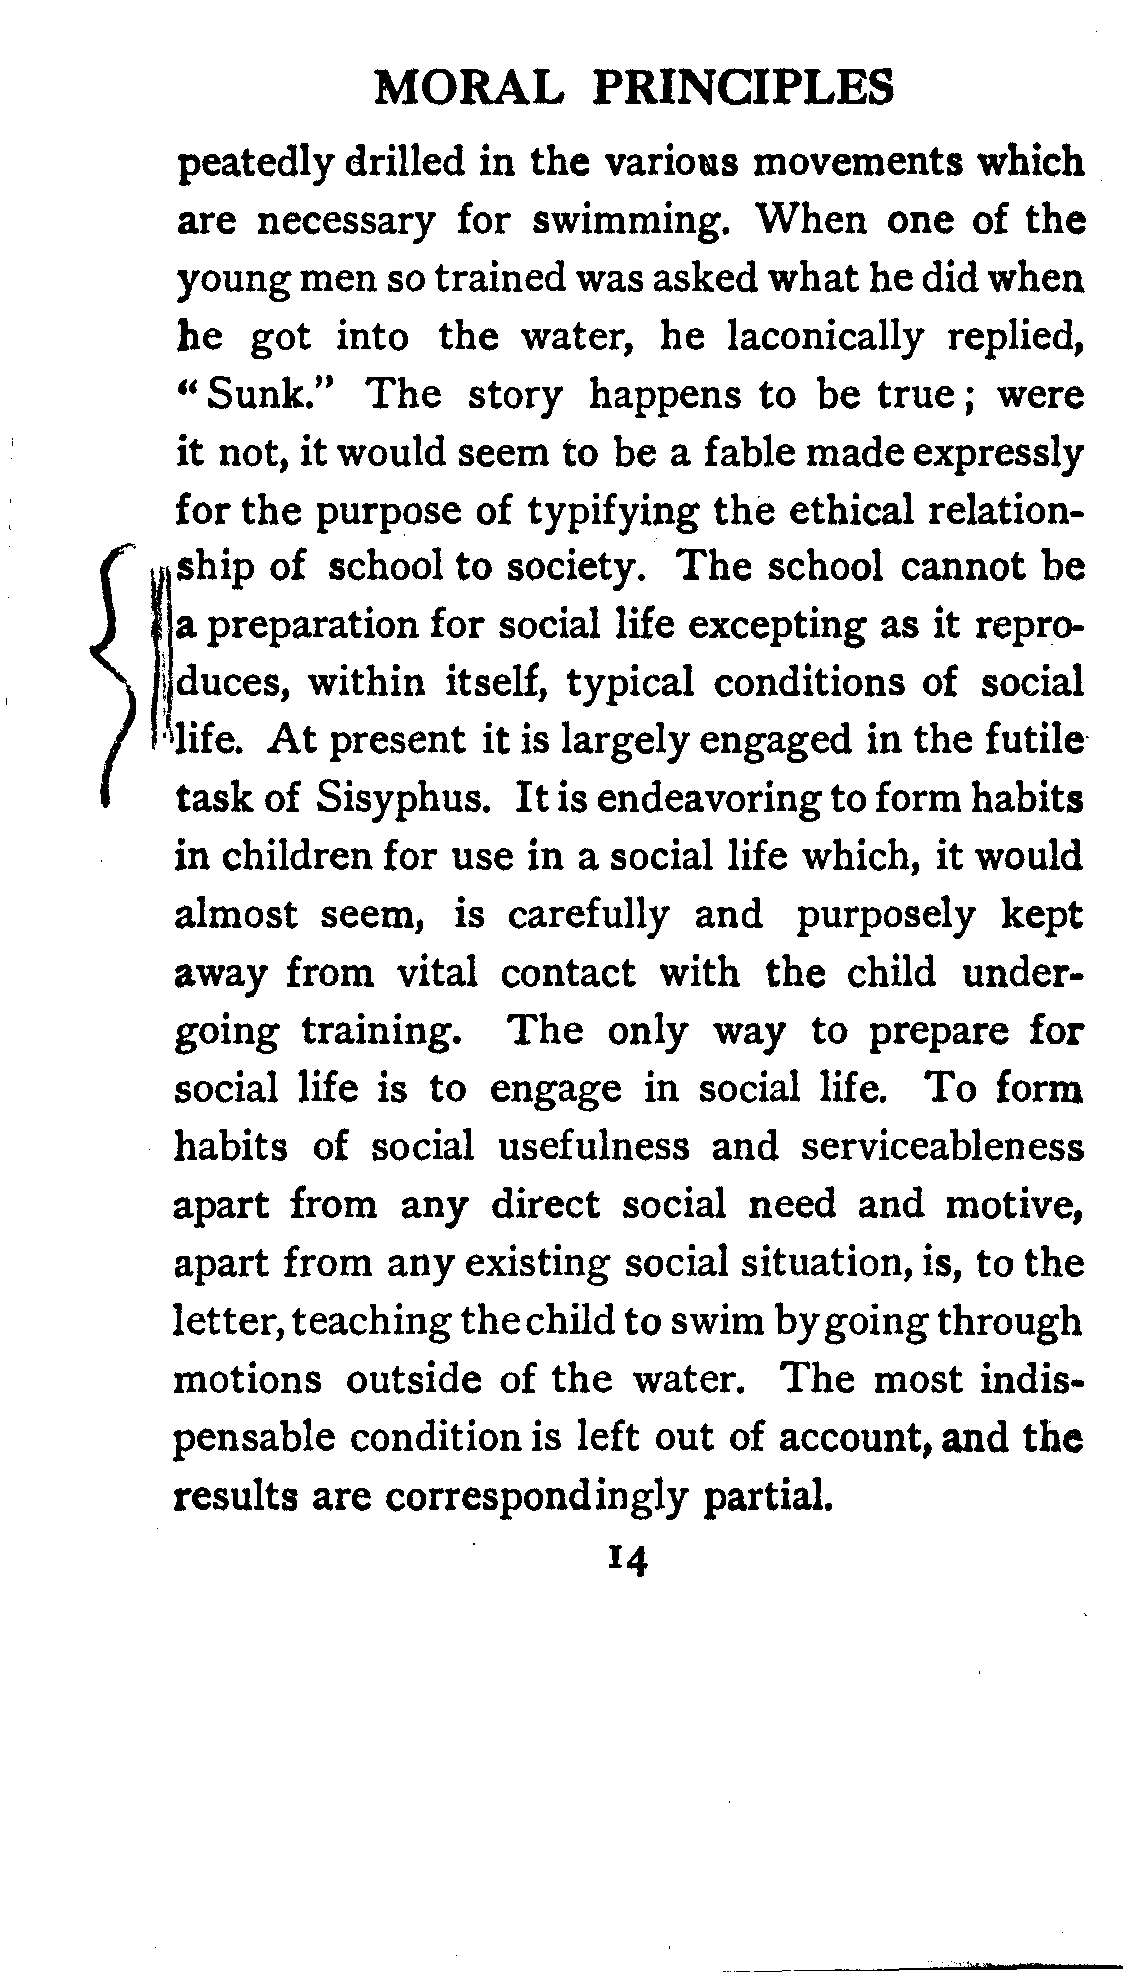 MORAL PRINCIPLES
peatedly drilled in the various movements which
are necessary for swimming. When one of the
young men so trained was asked what he did when
he got into the water, he laconically replied,
“Sunk.” The story happens to be true; were
it not, it would seem to be a fable made expressly
for the purpose of typifying the ethical relation-
ship of school to society. The school cannot be
a preparation for social life excepting as it repro-
duces, within itself, typical conditions of social
life. At present it is largely engaged in the futile
task of Sisyphus. It is endeavoring to form habits
in children for use in a social life which, it would
almost seem, is carefully and purposely kept
away from vital contact with the child under-
going training. The only way to prepare for
social life is to engage in social life. To form
habits of social usefulness and serviceableness
apart from any direct social need and motive,
apart from any existing social situation, is, to the
letter, teaching the child to swim by going through
motions outside of the water. The most indis-
pensable condition is left out of account, and the
results are correspondingly partial.
14